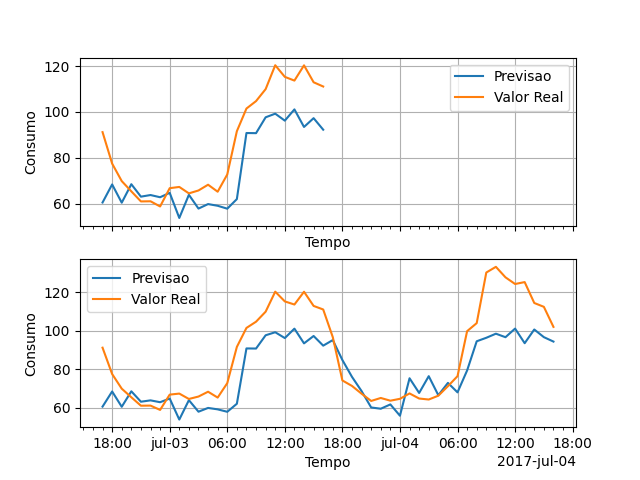 120
100
80
60
Consumo
Previsao
Valor Real
Tempo
120
100
80
60
Consumo
Previsao
Valor Real
18:00 jul-03 06:00 12:00 18:00 jul-04 06:00 12:00 18:00
Tempo
2017-jul-04